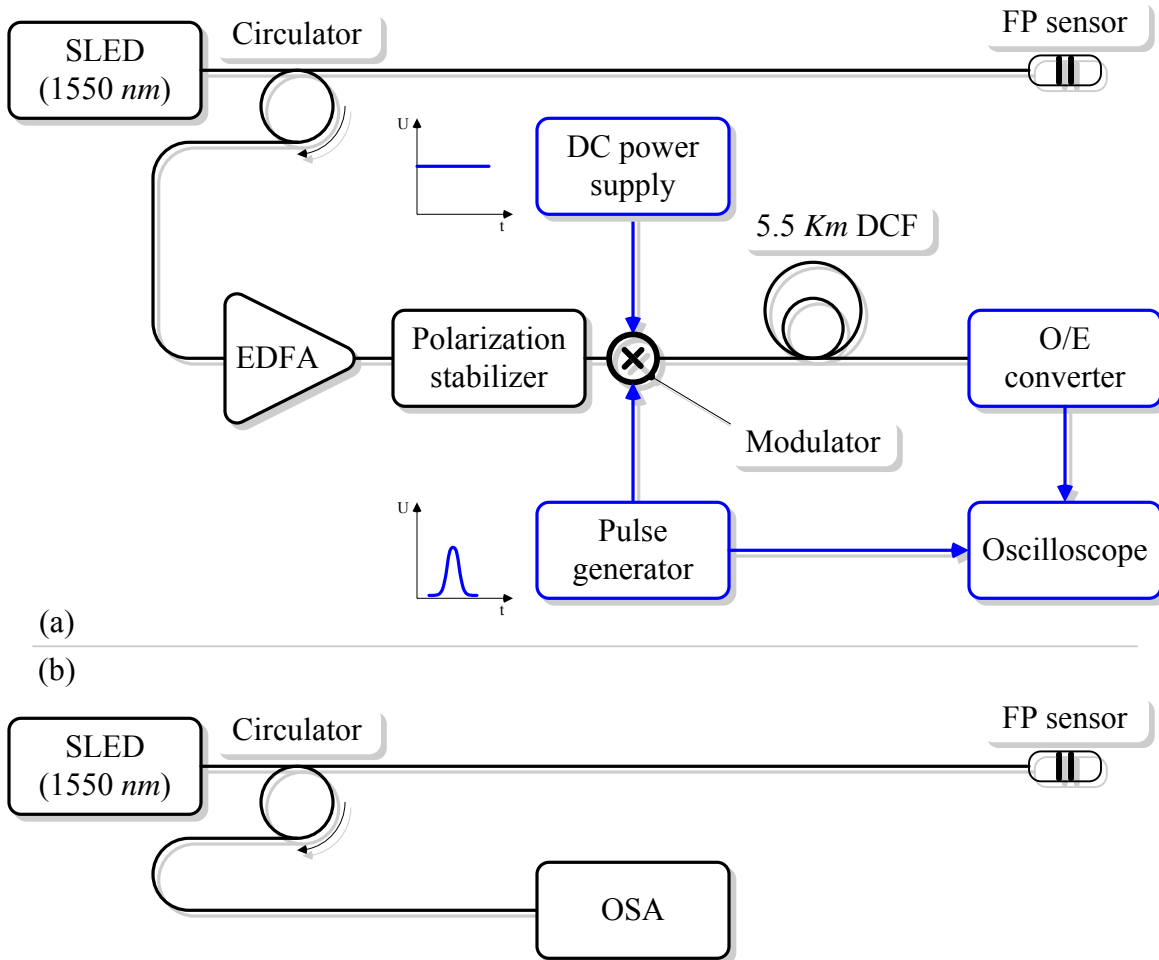 SLED
(1550 nm)
Circulator
FP sensor
U
t
DC power
supply
5.5 Km DCF
EDFA
Polarization
stabilizer
O/E
converter
Modulator
U
t
Pulse
generator
Oscilloscope
(a)
(b)
SLED
(1550 nm)
Circulator
FP sensor
OSA